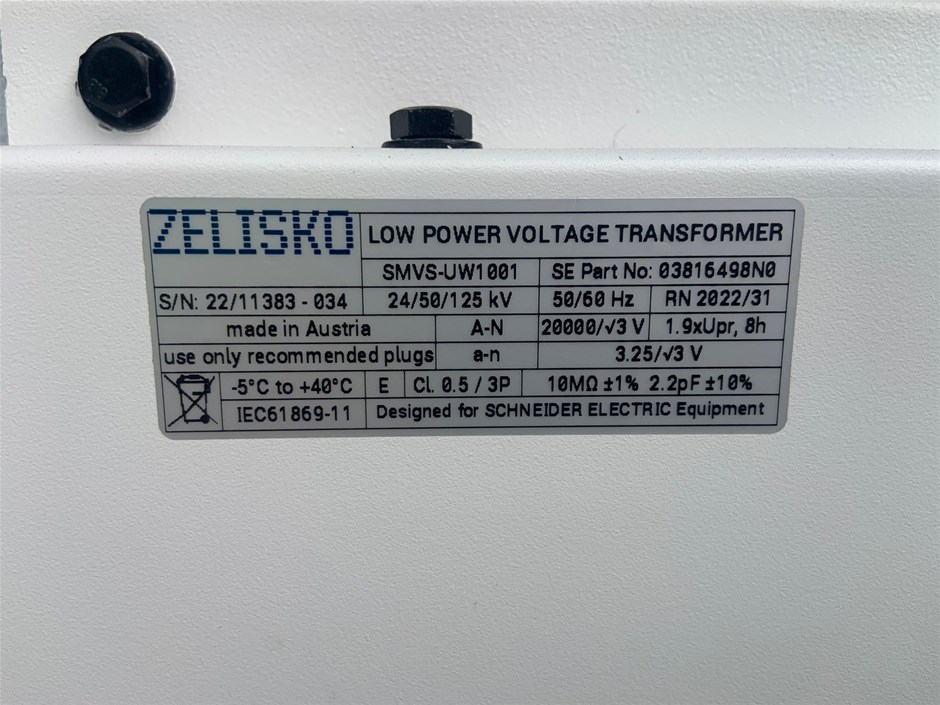 ZELISKO
LOW POWER VOLTAGE TRANSFORMER
SMVS-UW1001 SE Part No: 03816498N0
S/N: 22/11383 - 034 24/50/125 kV 50/60 Hz RN 2022/31
made in Austria A-N 20000/√3 V 1.9xUpr, 8h
use only recommended plugs a-n 3.25/√3 V
-5°C to +40°C E Cl. 0.5 / 3P 10MΩ ±1% 2.2pF ±10%
IEC61869-11 Designed for SCHNEIDER ELECTRIC Equipment